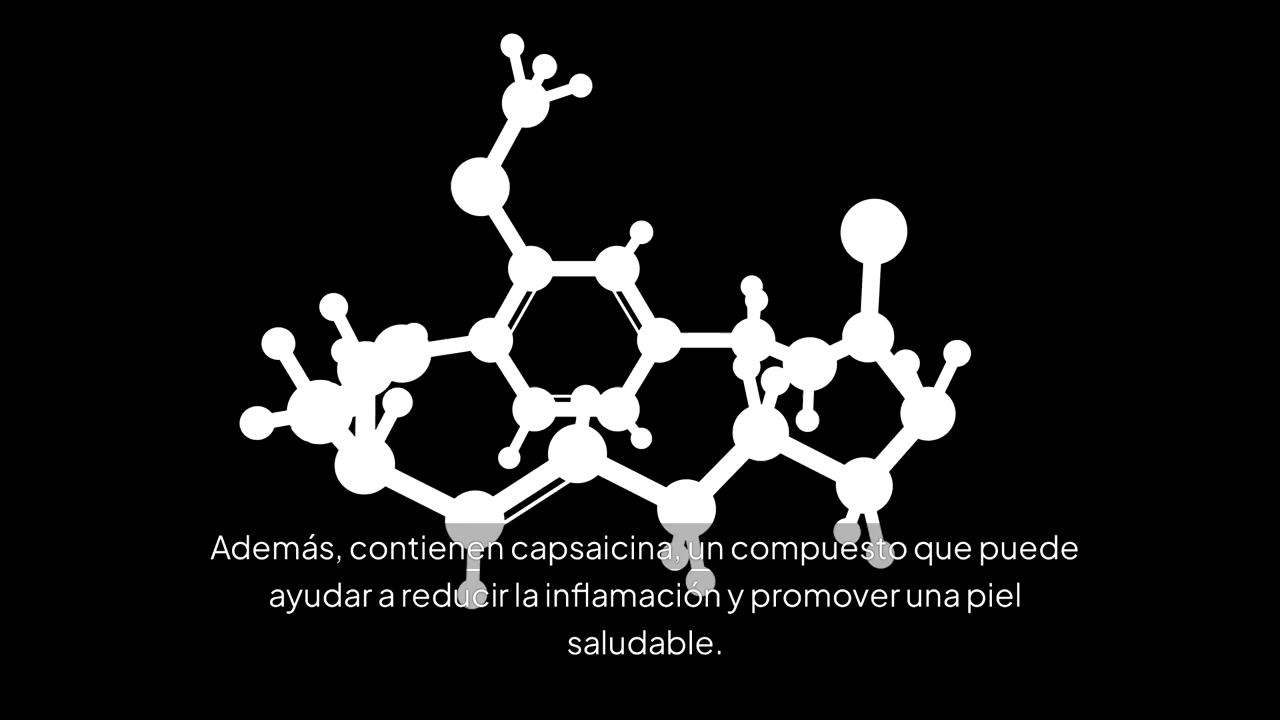 Además, contienen capsaicina, un compuesto que puede
ayudar a reducir la inflamación y promover una piel
saludable.